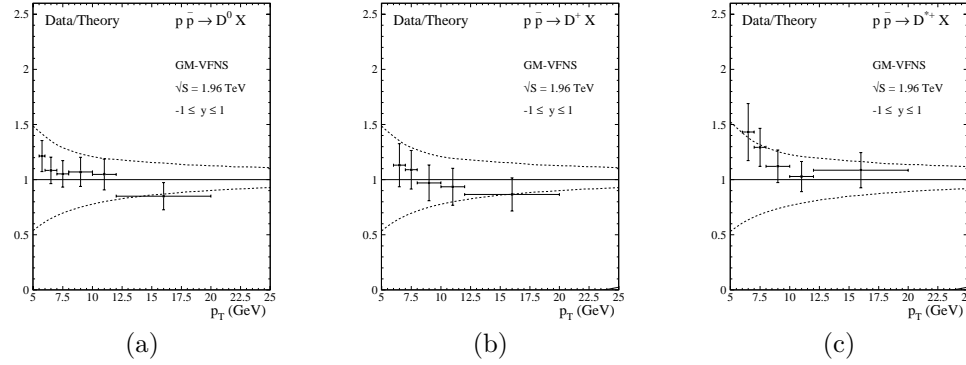 Data/Theory p p̄ → D⁰ X
GM-VFNS
√S = 1.96 TeV
-1 ≤ y ≤ 1
2.5
2
1.5
1
0.5
0
5 7.5 10 12.5 15 17.5 20 22.5 25
p_T (GeV)
(a)
Data/Theory p p̄ → D⁺ X
GM-VFNS
√S = 1.96 TeV
-1 ≤ y ≤ 1
2.5
2
1.5
1
0.5
0
5 7.5 10 12.5 15 17.5 20 22.5 25
p_T (GeV)
(b)
Data/Theory p p̄ → D*⁺ X
GM-VFNS
√S = 1.96 TeV
-1 ≤ y ≤ 1
2.5
2
1.5
1
0.5
0
5 7.5 10 12.5 15 17.5 20 22.5 25
p_T (GeV)
(c)